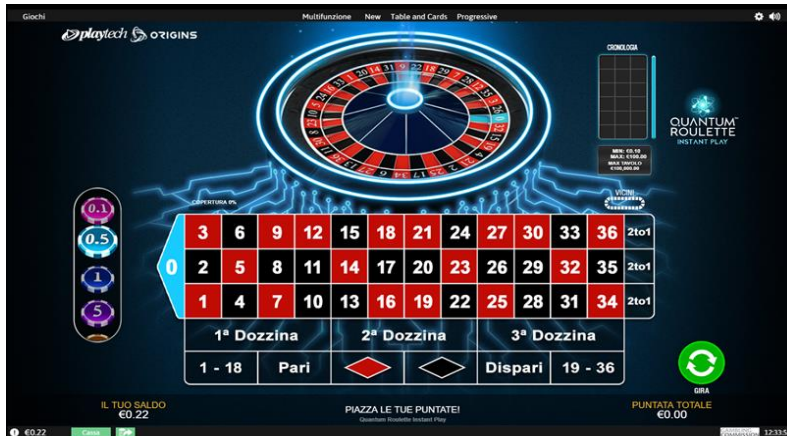 Giochi
Multifunzione New Table and Cards Progressive
playtech ORIGINS
CRONOLOGIA
QUANTUM
ROULETTE
INSTANT PLAY
MIN: €0.10
MAX: €100.00
MAX TAVOLO
€100,000.00
VICINI
COPERTURA 0%
0.1
0.5
1
5
3 6 9 12 15 18 21 24 27 30 33 36 2to1
0 2 5 8 11 14 17 20 23 26 29 32 35 2to1
1 4 7 10 13 16 19 22 25 28 31 34 2to1
1ª Dozzina 2ª Dozzina 3ª Dozzina
1 - 18 Pari Dispari 19 - 36
GIRA
IL TUO SALDO
€0.22
PIAZZA LE TUE PUNTATE!
Quantum Roulette Instant Play
PUNTATA TOTALE
€0.00
€0.22 Cassa 12:33:5